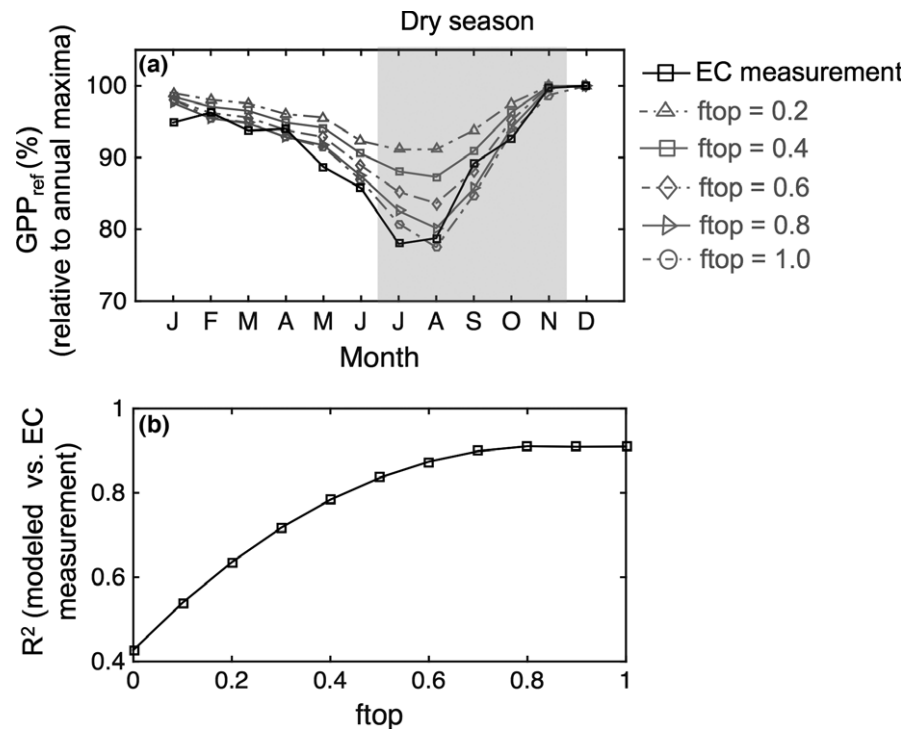 Dry season
(a)
100
90
80
70
GPPref (%)
(relative to annual maxima)
J F M A M J J A S O N D
Month
EC measurement
ftop = 0.2
ftop = 0.4
ftop = 0.6
ftop = 0.8
ftop = 1.0
(b)
1
0.8
0.6
0.4
R² (modeled vs. EC
measurement)
0 0.2 0.4 0.6 0.8 1
ftop